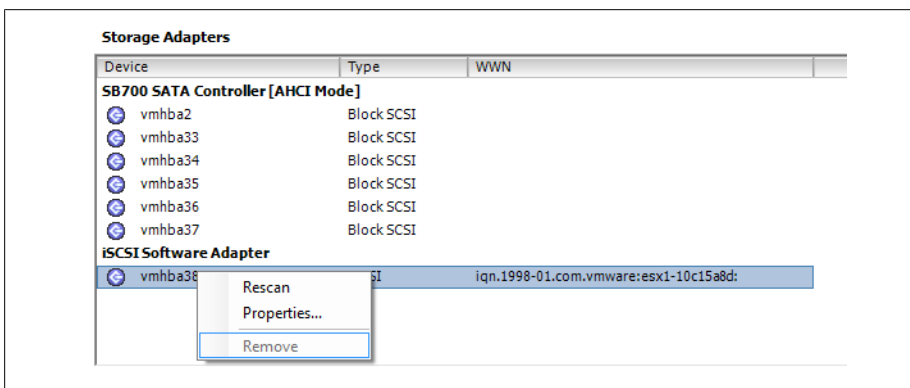 Storage Adapters
Device Type WWN
SB700 SATA Controller [AHCI Mode]
vmhba2 Block SCSI
vmhba33 Block SCSI
vmhba34 Block SCSI
vmhba35 Block SCSI
vmhba36 Block SCSI
vmhba37 Block SCSI
iSCSI Software Adapter
vmhba38 SI iqn.1998-01.com.vmware:esx1-10c15a8d:
Rescan
Properties...
Remove